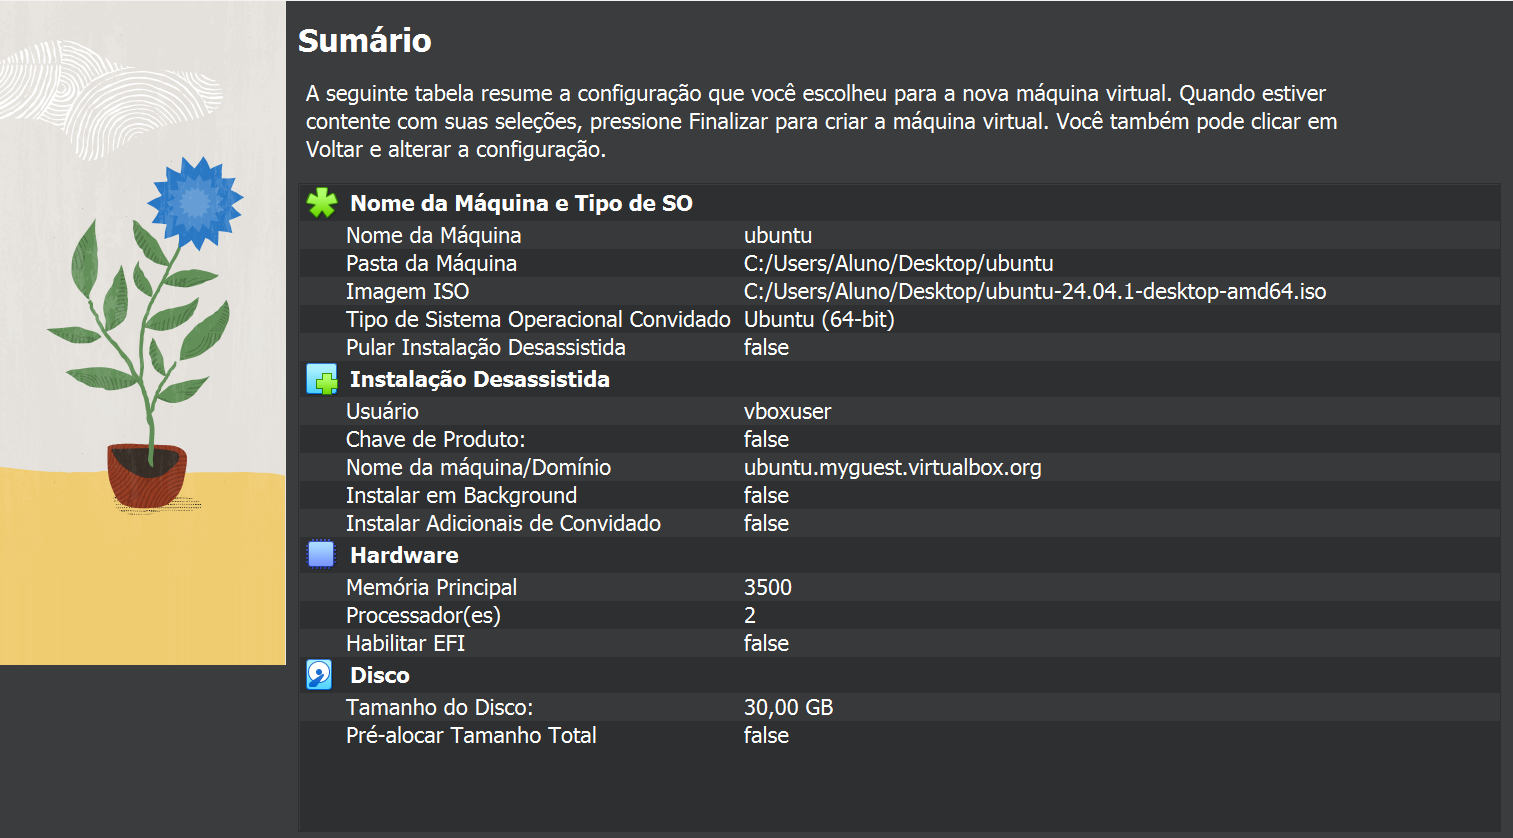 Sumário
A seguinte tabela resume a configuração que você escolheu para a nova máquina virtual. Quando estiver
contente com suas seleções, pressione Finalizar para criar a máquina virtual. Você também pode clicar em
Voltar e alterar a configuração.
Nome da Máquina e Tipo de SO
Nome da Máquina ubuntu
Pasta da Máquina C:/Users/Aluno/Desktop/ubuntu
Imagem ISO C:/Users/Aluno/Desktop/ubuntu-24.04.1-desktop-amd64.iso
Tipo de Sistema Operacional Convidado Ubuntu (64-bit)
Pular Instalação Desassistida false
Instalação Desassistida
Usuário vboxuser
Chave de Produto: false
Nome da máquina/Domínio ubuntu.myguest.virtualbox.org
Instalar em Background false
Instalar Adicionais de Convidado false
Hardware
Memória Principal 3500
Processador(es) 2
Habilitar EFI false
Disco
Tamanho do Disco: 30,00 GB
Pré-alocar Tamanho Total false